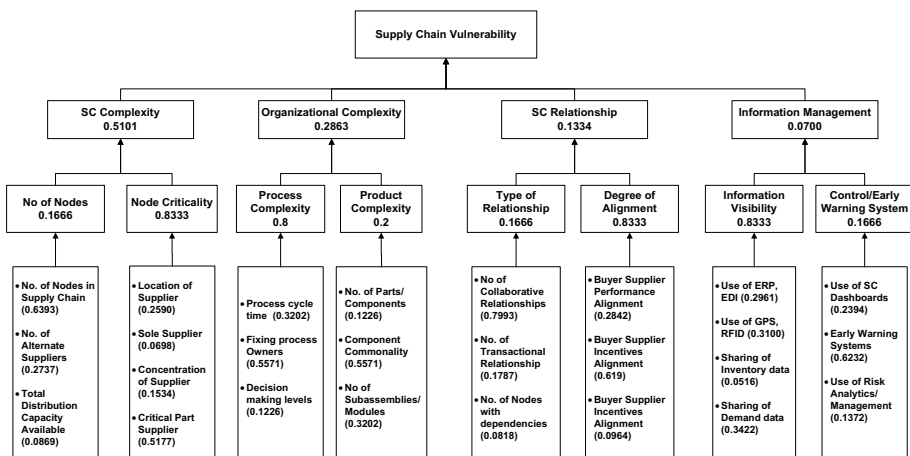 Supply Chain Vulnerability
SC Complexity
0.5101
Organizational Complexity
0.2863
SC Relationship
0.1334
Information Management
0.0700
No of Nodes
0.1666
Node Criticality
0.8333
Process
Complexity
0.8
Product
Complexity
0.2
Type of
Relationship
0.1666
Degree of
Alignment
0.8333
Information
Visibility
0.8333
Control/Early
Warning System
0.1666
• No. of Nodes in
Supply Chain
(0.6393)
• No. of
Alternate
Suppliers
(0.2737)
• Total
Distribution
Capacity
Available
(0.0869)
• Location of
Supplier
(0.2590)
• Sole Supplier
(0.0698)
• Concentration
of Supplier
(0.1534)
• Critical Part
Supplier
(0.5177)
• Process cycle
time (0.3202)
• Fixing process
Owners
(0.5571)
• Decision
making levels
(0.1226)
• No. of Parts/
Components
(0.1226)
• Component
Commonality
(0.5571)
• No of
Subassemblies/
Modules
(0.3202)
• No of
Collaborative
Relationships
(0.7993)
• No. of
Transactional
Relationship
(0.1787)
• No. of Nodes
with
dependencies
(0.0818)
• Buyer Supplier
Performance
Alignment
(0.2842)
• Buyer Supplier
Incentives
Alignment
(0.619)
• Buyer Supplier
Incentives
Alignment
(0.0964)
• Use of ERP,
EDI (0.2961)
• Use of GPS,
RFID (0.3100)
• Sharing of
Inventory data
(0.0516)
• Sharing of
Demand data
(0.3422)
• Use of SC
Dashboards
(0.2394)
• Early Warning
Systems
(0.6232)
• Use of Risk
Analytics/
Management
(0.1372)